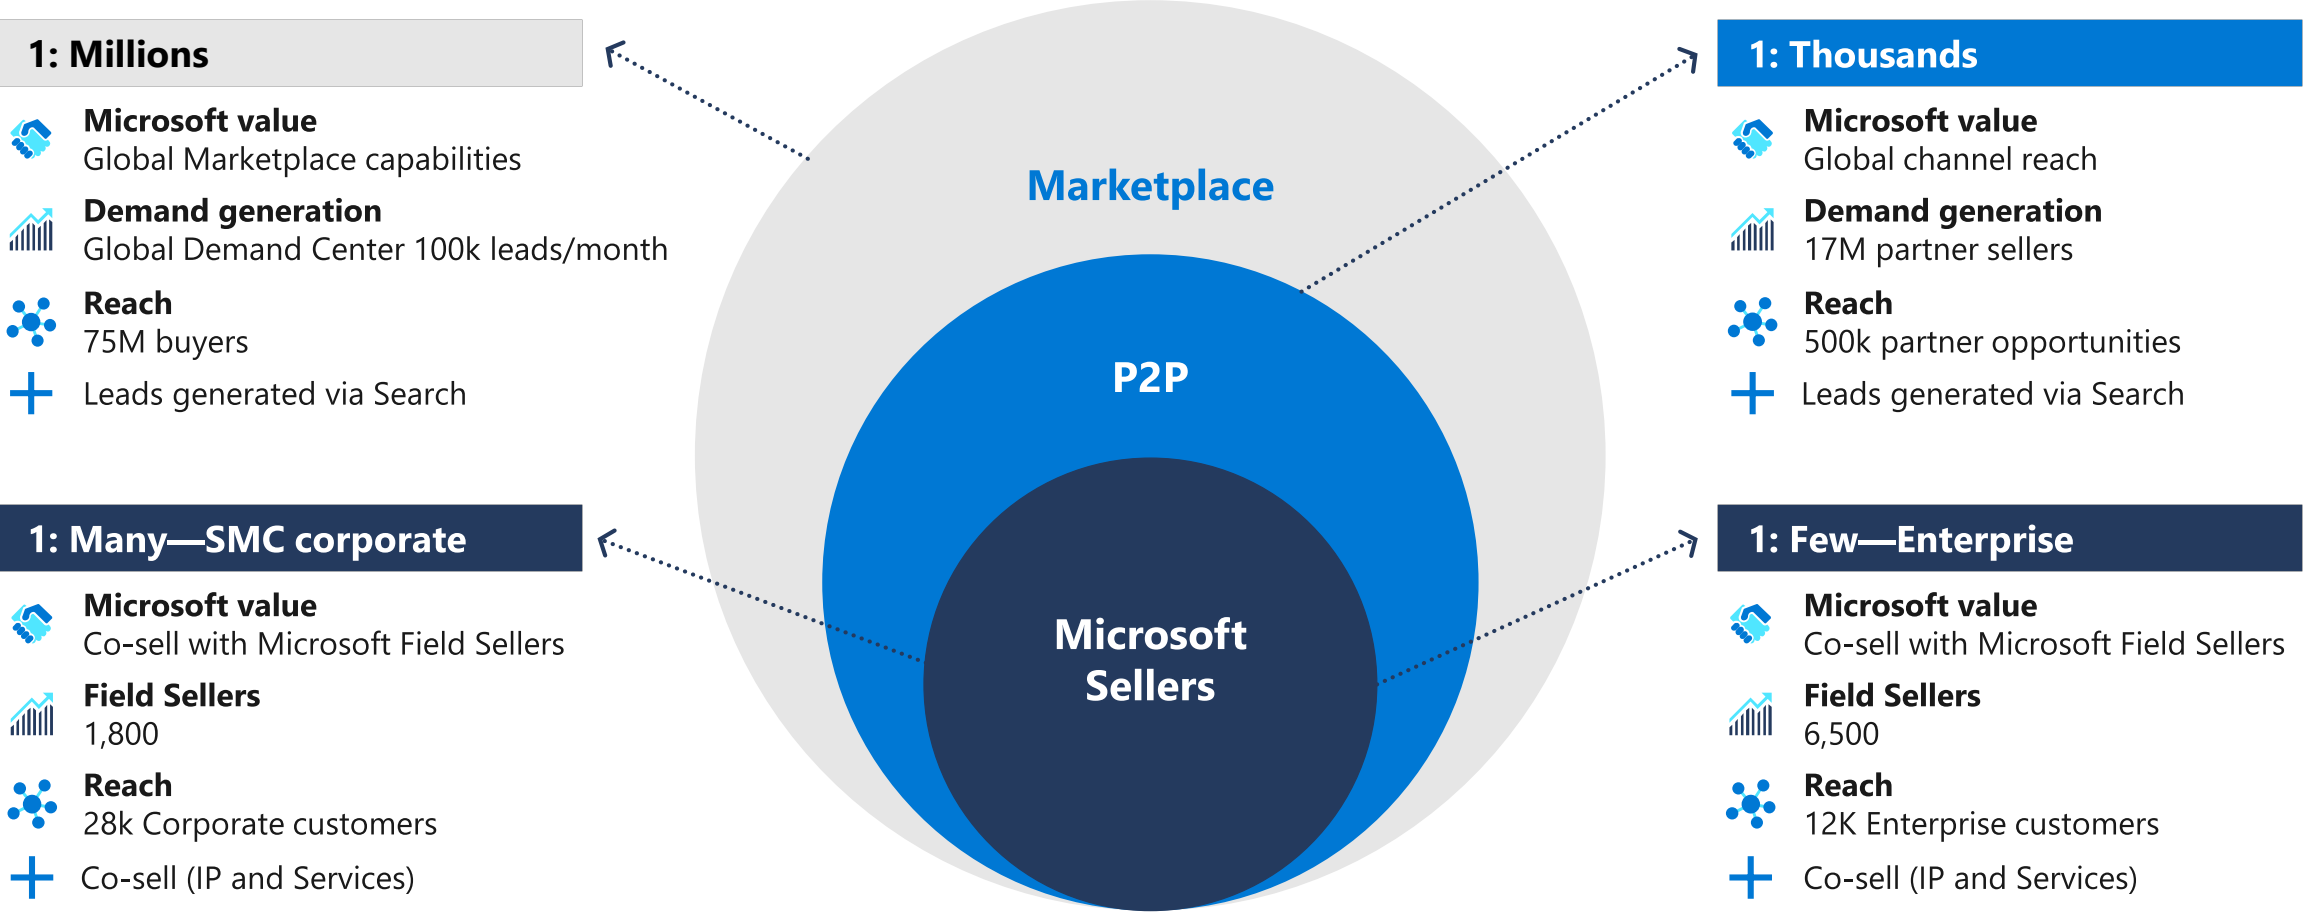 1: Millions
Microsoft value
Global Marketplace capabilities
Demand generation
Global Demand Center 100k leads/month
Reach
75M buyers
Leads generated via Search
Marketplace
P2P
Microsoft
Sellers
1: Thousands
Microsoft value
Global channel reach
Demand generation
17M partner sellers
Reach
500k partner opportunities
Leads generated via Search
1: Many—SMC corporate
Microsoft value
Co-sell with Microsoft Field Sellers
Field Sellers
1,800
Reach
28k Corporate customers
Co-sell (IP and Services)
1: Few—Enterprise
Microsoft value
Co-sell with Microsoft Field Sellers
Field Sellers
6,500
Reach
12K Enterprise customers
Co-sell (IP and Services)